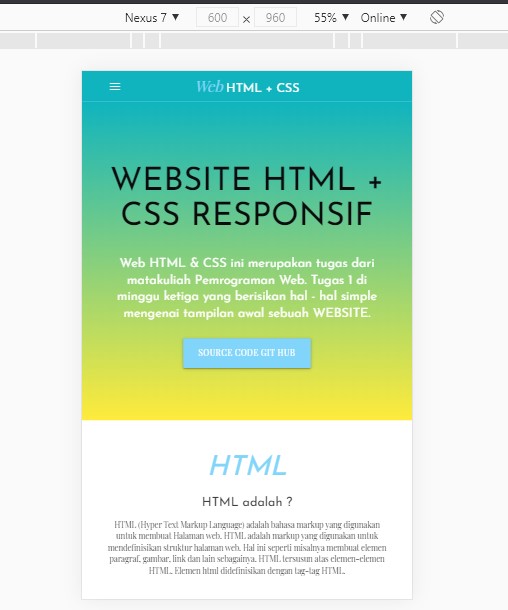 Nexus 7 ▼ 600 × 960 55% ▼ Online ▼
Web HTML + CSS
WEBSITE HTML +
CSS RESPONSIF
Web HTML & CSS ini merupakan tugas dari
matakuliah Pemrograman Web. Tugas 1 di
minggu ketiga yang berisikan hal - hal simple
mengenai tampilan awal sebuah WEBSITE.
SOURCE CODE GIT HUB
HTML
HTML adalah ?
HTML (Hyper Text Markup Language) adalah bahasa markup yang digunakan
untuk membuat Halaman web. HTML adalah markup yang digunakan untuk
mendefinisikan struktur halaman web. Hal ini seperti misalnya membuat elemen
paragraf, gambar, link dan lain sebagainya. HTML tersusun atas elemen-elemen
HTML. Elemen html didefinisikan dengan tag-tag HTML.